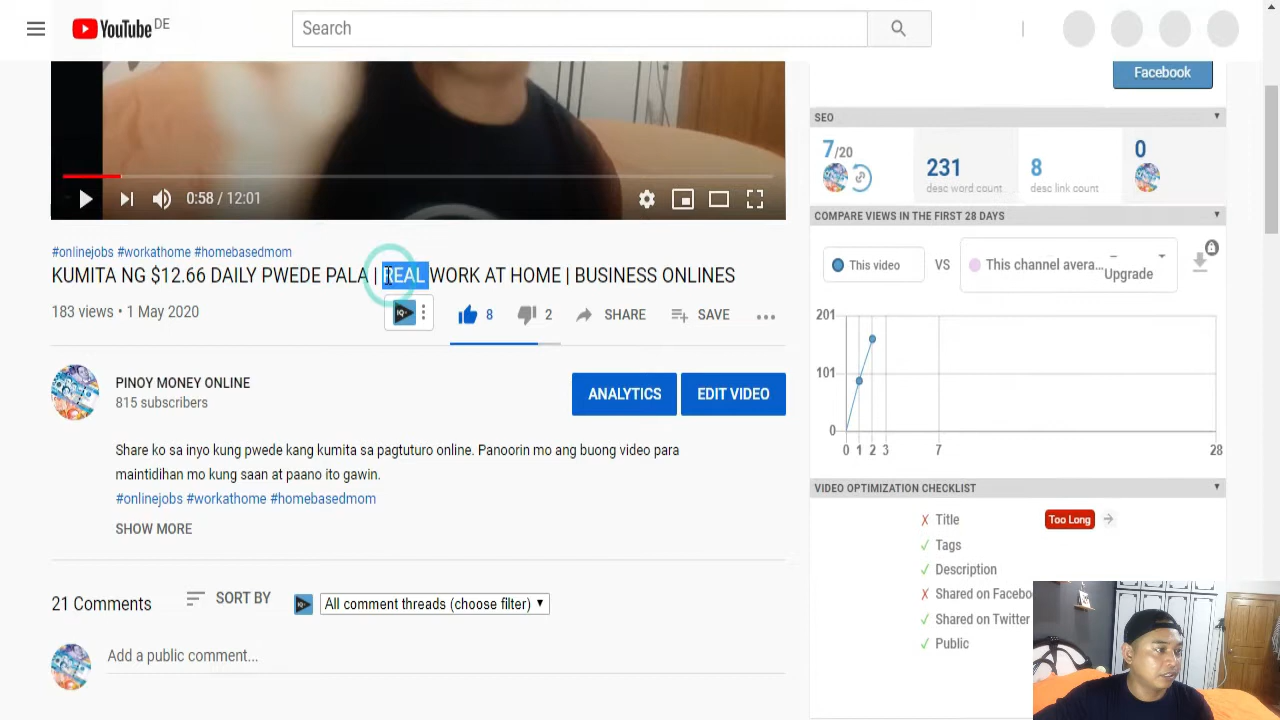 YouTube DE
Search
Facebook
SEO
7/20
231
desc word count
8
desc link count
0
0:58 / 12:01
COMPARE VIEWS IN THE FIRST 28 DAYS
#onlinejobs #workathome #homebasedmom
KUMITA NG $12.66 DAILY PWEDE PALA | REAL WORK AT HOME | BUSINESS ONLINES
This video
VS
This channel avera...
Upgrade
183 views • 1 May 2020
8
2
SHARE
SAVE
201
101
0
0 1 2 3 7 28
PINOY MONEY ONLINE
815 subscribers
ANALYTICS
EDIT VIDEO
Share ko sa inyo kung pwede kang kumita sa pagtuturo online. Panoorin mo ang buong video para
maintidihan mo kung saan at paano ito gawin.
#onlinejobs #workathome #homebasedmom
SHOW MORE
VIDEO OPTIMIZATION CHECKLIST
Title
Too Long
Tags
Description
Shared on Facebo
Shared on Twitter
Public
21 Comments
SORT BY
All comment threads (choose filter)
Add a public comment...